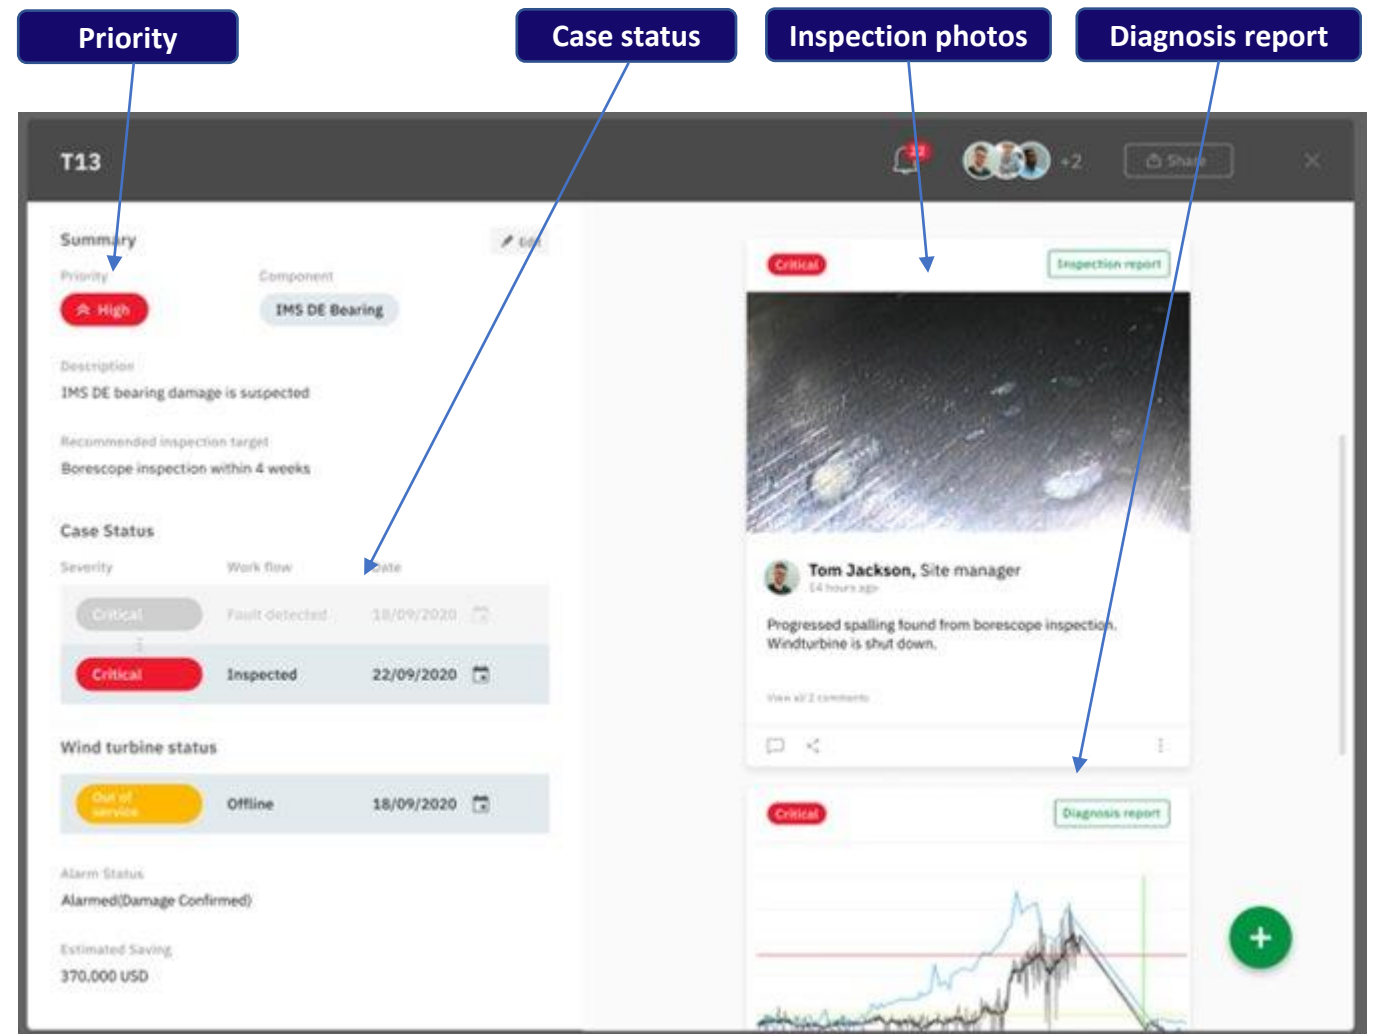 Priority
Case status
Inspection photos
Diagnosis report
T13
+2
Share
Summary
Edit
Priority
Component
High
IMS DE Bearing
Description
IMS DE bearing damage is suspected
Recommended inspection target
Borescope inspection within 4 weeks
Case Status
Severity
Work flow
Date
Critical
Fault detected
18/09/2020
Critical
Inspected
22/09/2020
Wind turbine status
Out of
service
Offline
18/09/2020
Alarm Status
Alarmed(Damage Confirmed)
Estimated Saving
370,000 USD
Critical
Inspection report
Tom Jackson, Site manager
14 hours ago
Progressed spalling found from borescope inspection.
Windturbine is shut down.
View all 2 comments
Critical
Diagnosis report